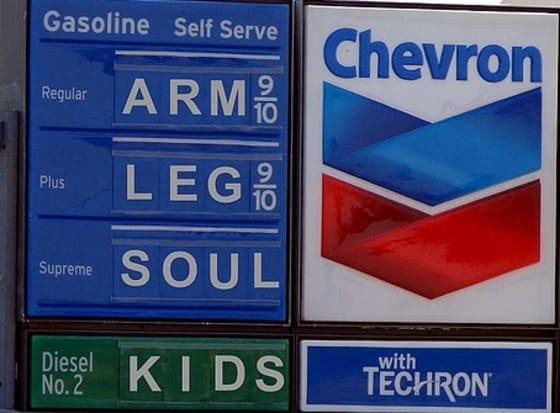 Gasoline Self Serve
Regular ARM 9/10
Plus LEG 9/10
Supreme SOUL
Diesel
No. 2 KIDS
Chevron
with
TECHRON®